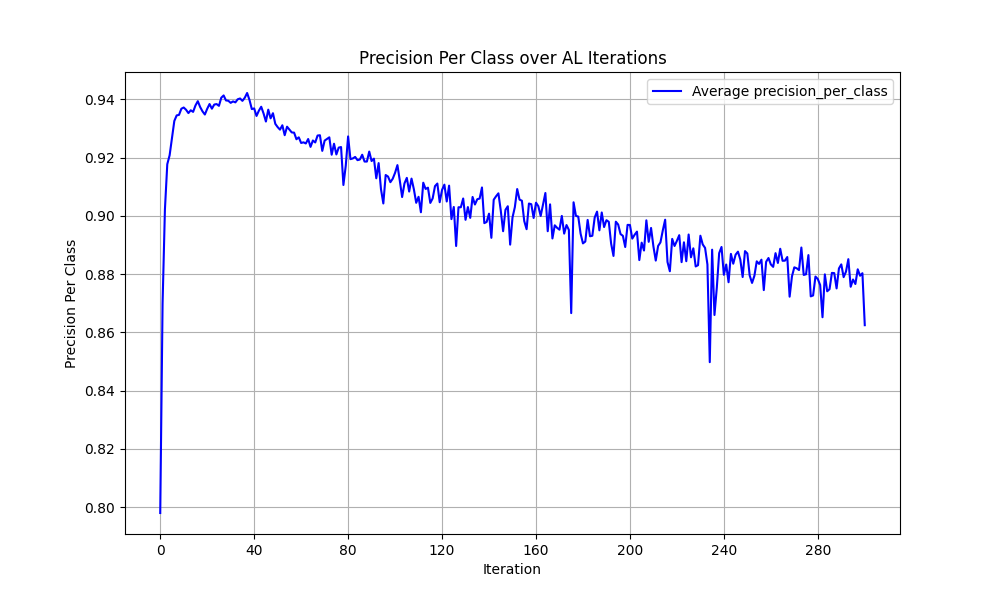 Precision Per Class over AL Iterations
Average precision_per_class
Precision Per Class
0.94
0.92
0.90
0.88
0.86
0.84
0.82
0.80
0 40 80 120 160 200 240 280
Iteration